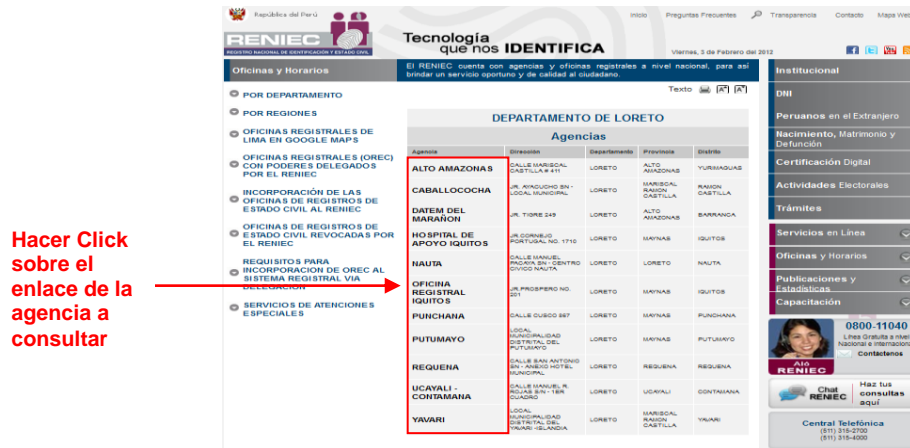 República del Perú
Inicio Preguntas Frecuentes Transparencia Contacto Mapa Web
RENIEC
REGISTRO NACIONAL DE IDENTIFICACIÓN Y ESTADO CIVIL
Tecnología
que nos IDENTIFICA
Viernes, 3 de Febrero del 2012
Oficinas y Horarios
El RENIEC cuenta con agencias y oficinas registrales a nivel nacional, para así
brindar un servicio oportuno y de calidad al ciudadano.
Texto
POR DEPARTAMENTO
POR REGIONES
OFICINAS REGISTRALES DE
LIMA EN GOOGLE MAPS
OFICINAS REGISTRALES (OREC)
CON PODERES DELEGADOS
POR EL RENIEC
INCORPORACIÓN DE LAS
OFICINAS DE REGISTROS DE
ESTADO CIVIL AL RENIEC
OFICINAS DE REGISTROS DE
ESTADO CIVIL REVOCADAS POR
EL RENIEC
REQUISITOS PARA
INCORPORACION DE OREC AL
SISTEMA REGISTRAL VIA
DELEGACION
SERVICIOS DE ATENCIONES
ESPECIALES
Hacer Click
sobre el
enlace de la
agencia a
consultar
DEPARTAMENTO DE LORETO
Agencias
Agencia Dirección Departamento Provincia Distrito
ALTO AMAZONAS CALLE MARISCAL CASTILLA # 411 LORETO ALTO AMAZONAS YURIMAGUAS
CABALLOCOCHA JR. AYACUCHO SN - LOCAL MUNICIPAL LORETO MARISCAL RAMON CASTILLA RAMON CASTILLA
DATEM DEL MARAÑON JR. TIGRE 249 LORETO ALTO AMAZONAS BARRANCA
HOSPITAL DE APOYO IQUITOS JR.CORNEJO PORTUGAL NO. 1710 LORETO MAYNAS IQUITOS
NAUTA CALLE MANUEL PACAYA SN - CENTRO CIVICO NAUTA LORETO LORETO NAUTA
OFICINA REGISTRAL IQUITOS JR.PROSPERO NO. 201 LORETO MAYNAS IQUITOS
PUNCHANA CALLE CUSCO 387 LORETO MAYNAS PUNCHANA
PUTUMAYO LOCAL MUNICIPALIDAD DISTRITAL DEL PUTUMAYO LORETO MAYNAS PUTUMAYO
REQUENA CALLE SAN ANTONIO SN - ANEXO HOTEL MUNICIPAL LORETO REQUENA REQUENA
UCAYALI - CONTAMANA CALLE MANUEL R. ROJAS S/N - 1ER CUADRO LORETO UCAYALI CONTAMANA
YAVARI LOCAL MUNICIPALIDAD DISTRITAL DEL YAVARI -ISLANDIA LORETO MARISCAL RAMON CASTILLA YAVARI
Institucional
DNI
Peruanos en el Extranjero
Nacimiento, Matrimonio y
Defunción
Certificación Digital
Actividades Electorales
Trámites
Servicios en Línea
Oficinas y Horarios
Publicaciones y
Estadísticas
Capacitación
0800-11040
Línea Gratuita a nivel
Nacional e Internacional
Contáctenos
Aló
RENIEC
Chat
RENIEC
Haz tus
consultas
aquí
Central Telefónica
(511) 315-2700
(511) 315-4000